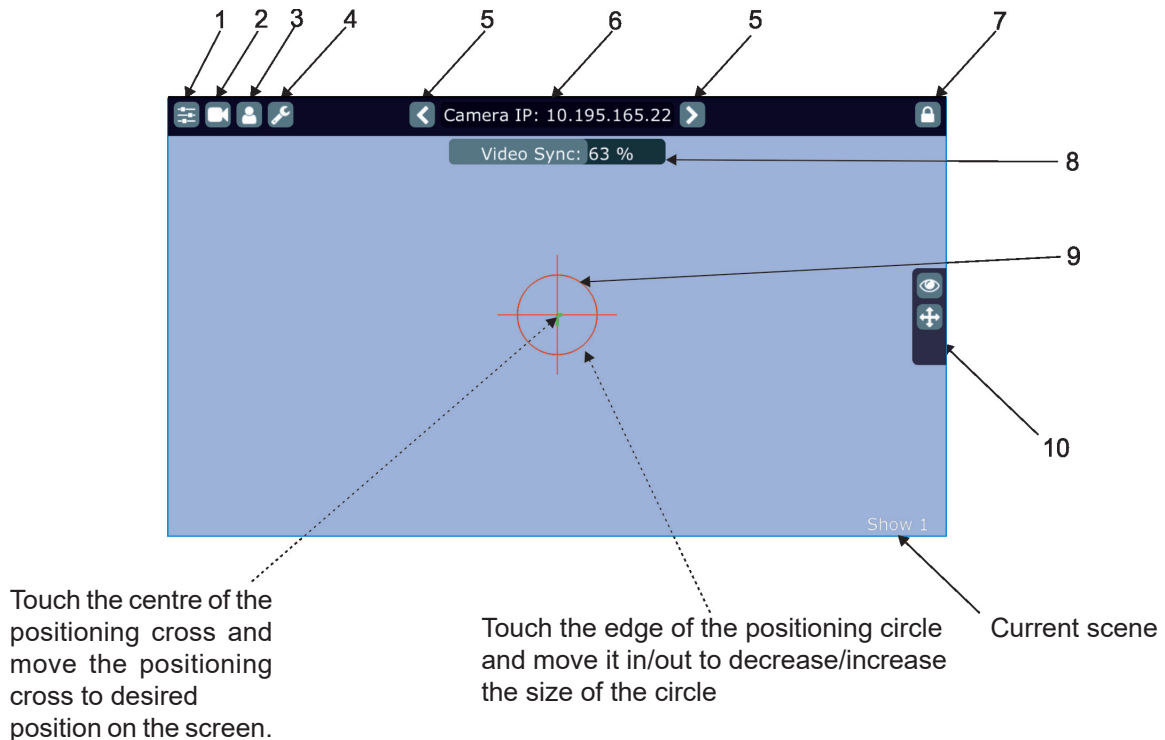 1 2 3 4 5 6 5 7
Camera IP: 10.195.165.22
Video Sync: 63 %
8
9
10
Show 1
Touch the centre of the
positioning cross and
move the positioning
cross to desired
position on the screen.
Touch the edge of the positioning circle
and move it in/out to decrease/increase
the size of the circle
Current scene